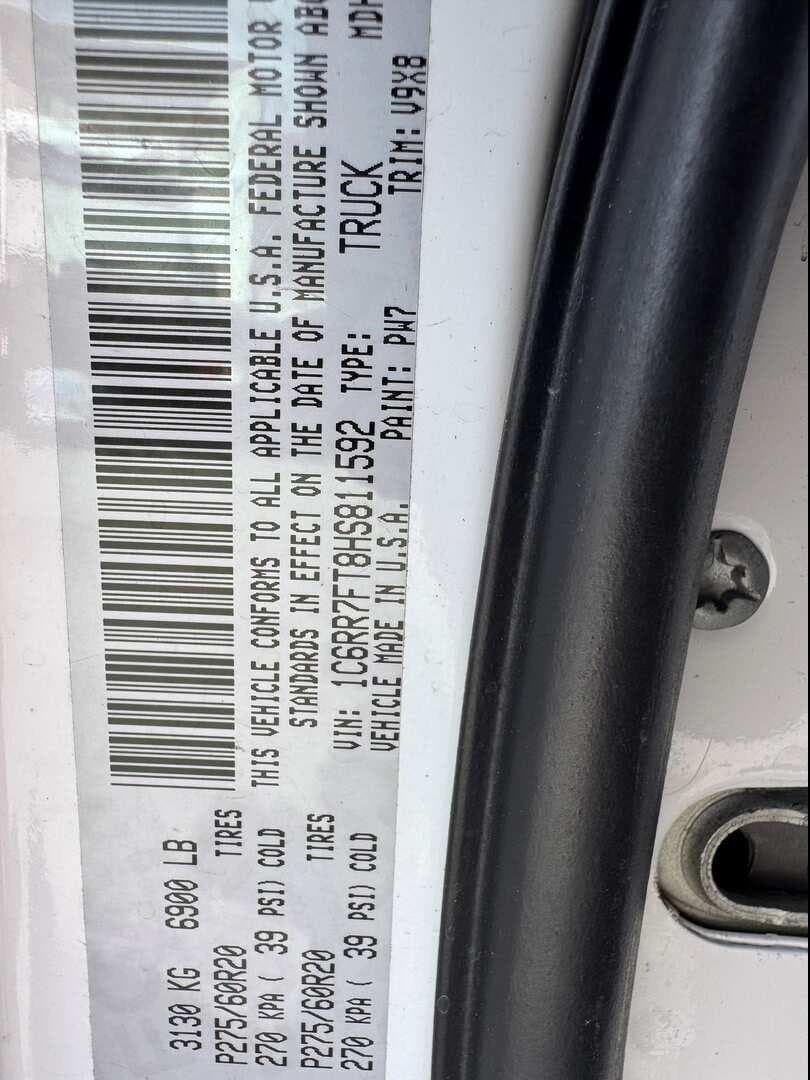 3130 KG 6900 LB
P275/60R20 TIRES
270 KPA ( 39 PSI) COLD
P275/60R20 TIRES
270 KPA ( 39 PSI) COLD
THIS VEHICLE CONFORMS TO ALL APPLICABLE U.S.A. FEDERAL MOTOR
STANDARDS IN EFFECT ON THE DATE OF MANUFACTURE SHOWN
VIN: 1C6RR7FT8HS811592 TYPE: TRUCK
VEHICLE MADE IN U.S.A. PAINT: PW7 TRIM: V9X8